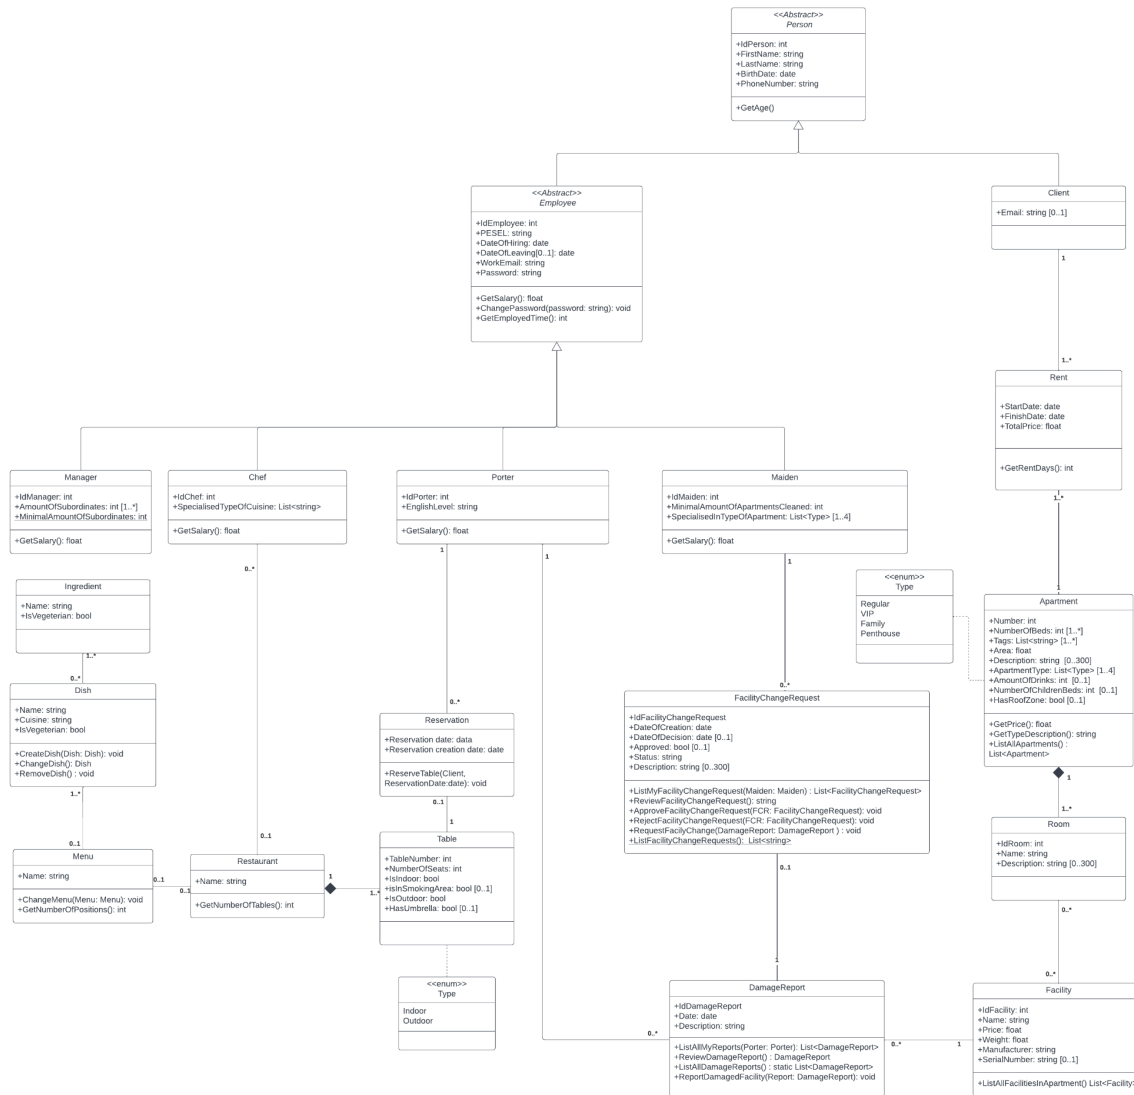 <<Abstract>>
Person
+IdPerson: int
+FirstName: string
+LastName: string
+BirthDate: date
+PhoneNumber: string
+GetAge()
<<Abstract>>
Employee
+IdEmployee: int
+PESEL: string
+DateOfHiring: date
+DateOfLeaving[0..1]: date
+WorkEmail: string
+Password: string
+GetSalary(): float
+ChangePassword(password: string): void
+GetEmployedTime(): int
Client
+Email: string [0..1]
1
1..*
Rent
+StartDate: date
+FinishDate: date
+TotalPrice: float
+GetRentDays(): int
1..*
1
Manager
+IdManager: int
+AmountOfSubordinates: int [1..*]
+MinimalAmountOfSubordinates: int
+GetSalary(): float
Chef
+IdChef: int
+SpecialisedTypeOfCuisine: List<string>
+GetSalary(): float
0..*
0..1
Porter
+IdPorter: int
+EnglishLevel: string
+GetSalary(): float
1
1
0..*
0..*
Maiden
+IdMaiden: int
+MinimalAmountOfApartmentsCleaned: int
+SpecialisedInTypeOfApartment: List<Type> [1..4]
+GetSalary(): float
1
0..*
<<enum>>
Type
Regular
VIP
Family
Penthouse
Apartment
+Number: int
+NumberOfBeds: int [1..*]
+Tags: List<string> [1..*]
+Area: float
+Description: string  [0..300]
+ApartmentType: List<Type> [1..4]
+AmountOfDrinks: int  [0..1]
+NumberOfChildrenBeds: int  [0..1]
+HasRoofZone: bool [0..1]
+GetPrice(): float
+GetTypeDescription(): string
+ListAllApartments() :
List<Apartment>
1
1..*
Ingredient
+Name: string
+IsVegeterian: bool
1..*
0..*
Dish
+Name: string
+Cuisine: string
+IsVegeterian: bool
+CreateDish(Dish: Dish): void
+ChangeDish(): Dish
+RemoveDish() : void
1..*
0..1
Menu
+Name: string
+ChangeMenu(Menu: Menu): void
+GetNumberOfPositions(): int
0..1
0..1
Restaurant
+Name: string
+GetNumberOfTables(): int
1
1..*
Reservation
+Reservation date: data
+Reservation creation date: date
+ReserveTable(Client,
ReservationDate:date): void
0..1
1
Table
+TableNumber: int
+NumberOfSeats: int
+IsIndoor: bool
+isInSmokingArea: bool [0..1]
+IsOutdoor: bool
+HasUmbrella: bool [0..1]
<<enum>>
Type
Indoor
Outdoor
FacilityChangeRequest
+IdFacilityChangeRequest
+DateOfCreation: date
+DateOfDecision: date [0..1]
+Approved: bool [0..1]
+Status: string
+Description: string [0..300]
+ListMyFacilityChangeRequest(Maiden: Maiden) : List<FacilityChangeRequest>
+ReviewFacilityChangeRequest(): string
+ApproveFacilityChangeRequest(FCR: FacilityChangeRequest): void
+RejectFacilityChangeRequest(FCR: FacilityChangeRequest): void
+RequestFacilyChange(DamageReport: DamageReport ) : void
+ListFacilityChangeRequests():  List<string>
0..1
1
DamageReport
+IdDamageReport
+Date: date
+Description: string
+ListAllMyReports(Porter: Porter): List<DamageReport>
+ReviewDamageReport() : DamageReport
+ListAllDamageReports() : static List<DamageReport>
+ReportDamagedFacility(Report: DamageReport): void
0..*
1
Room
+IdRoom: int
+Name: string
+Description: string [0..300]
0..*
0..*
Facility
+IdFacility: int
+Name: string
+Price: float
+Weight: float
+Manufacturer: string
+SerialNumber: string [0..1]
+ListAllFacilitiesInApartment() List<Facility>